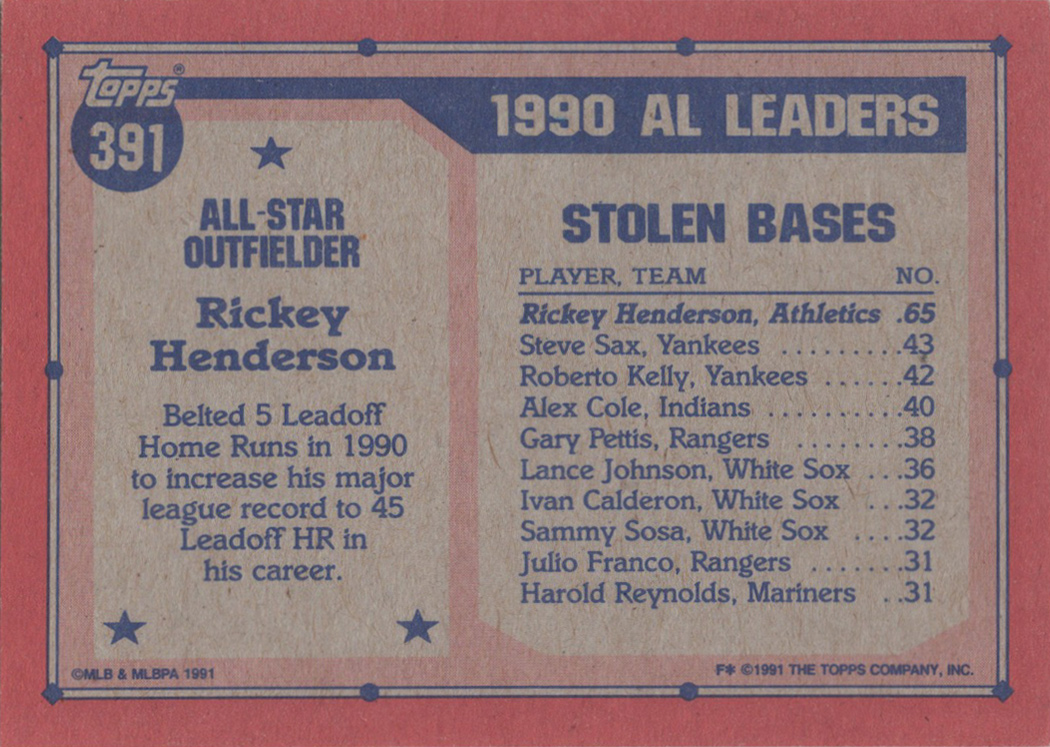 Topps®
391
1990 AL LEADERS
ALL-STAR
OUTFIELDER
Rickey
Henderson
Belted 5 Leadoff
Home Runs in 1990
to increase his major
league record to 45
Leadoff HR in
his career.
STOLEN BASES
PLAYER, TEAM NO.
Rickey Henderson, Athletics .65
Steve Sax, Yankees .........43
Roberto Kelly, Yankees ......42
Alex Cole, Indians ..........40
Gary Pettis, Rangers ........38
Lance Johnson, White Sox ...36
Ivan Calderon, White Sox ...32
Sammy Sosa, White Sox ....32
Julio Franco, Rangers .......31
Harold Reynolds, Mariners ..31
©MLB & MLBPA 1991
F* ©1991 THE TOPPS COMPANY, INC.